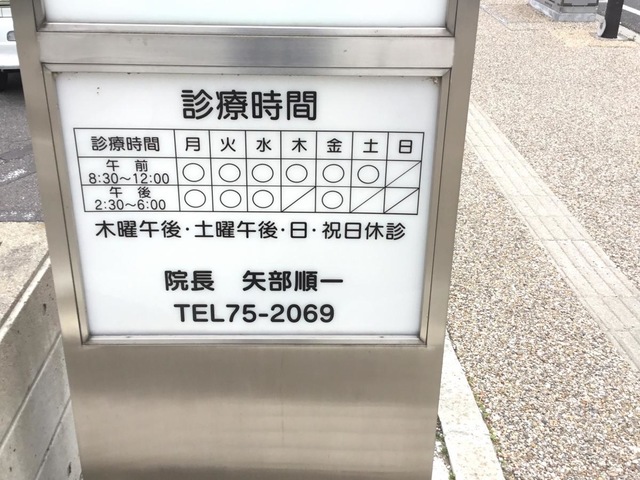 診療時間
診療時間 月 火 水 木 金 土 日
午前
8:30～12:00 ○ ○ ○ ○ ○ ○ ／
午後
2:30～6:00 ○ ○ ○ ／ ○ ／ ／
木曜午後・土曜午後・日・祝日休診
院長 矢部順一
TEL75-2069